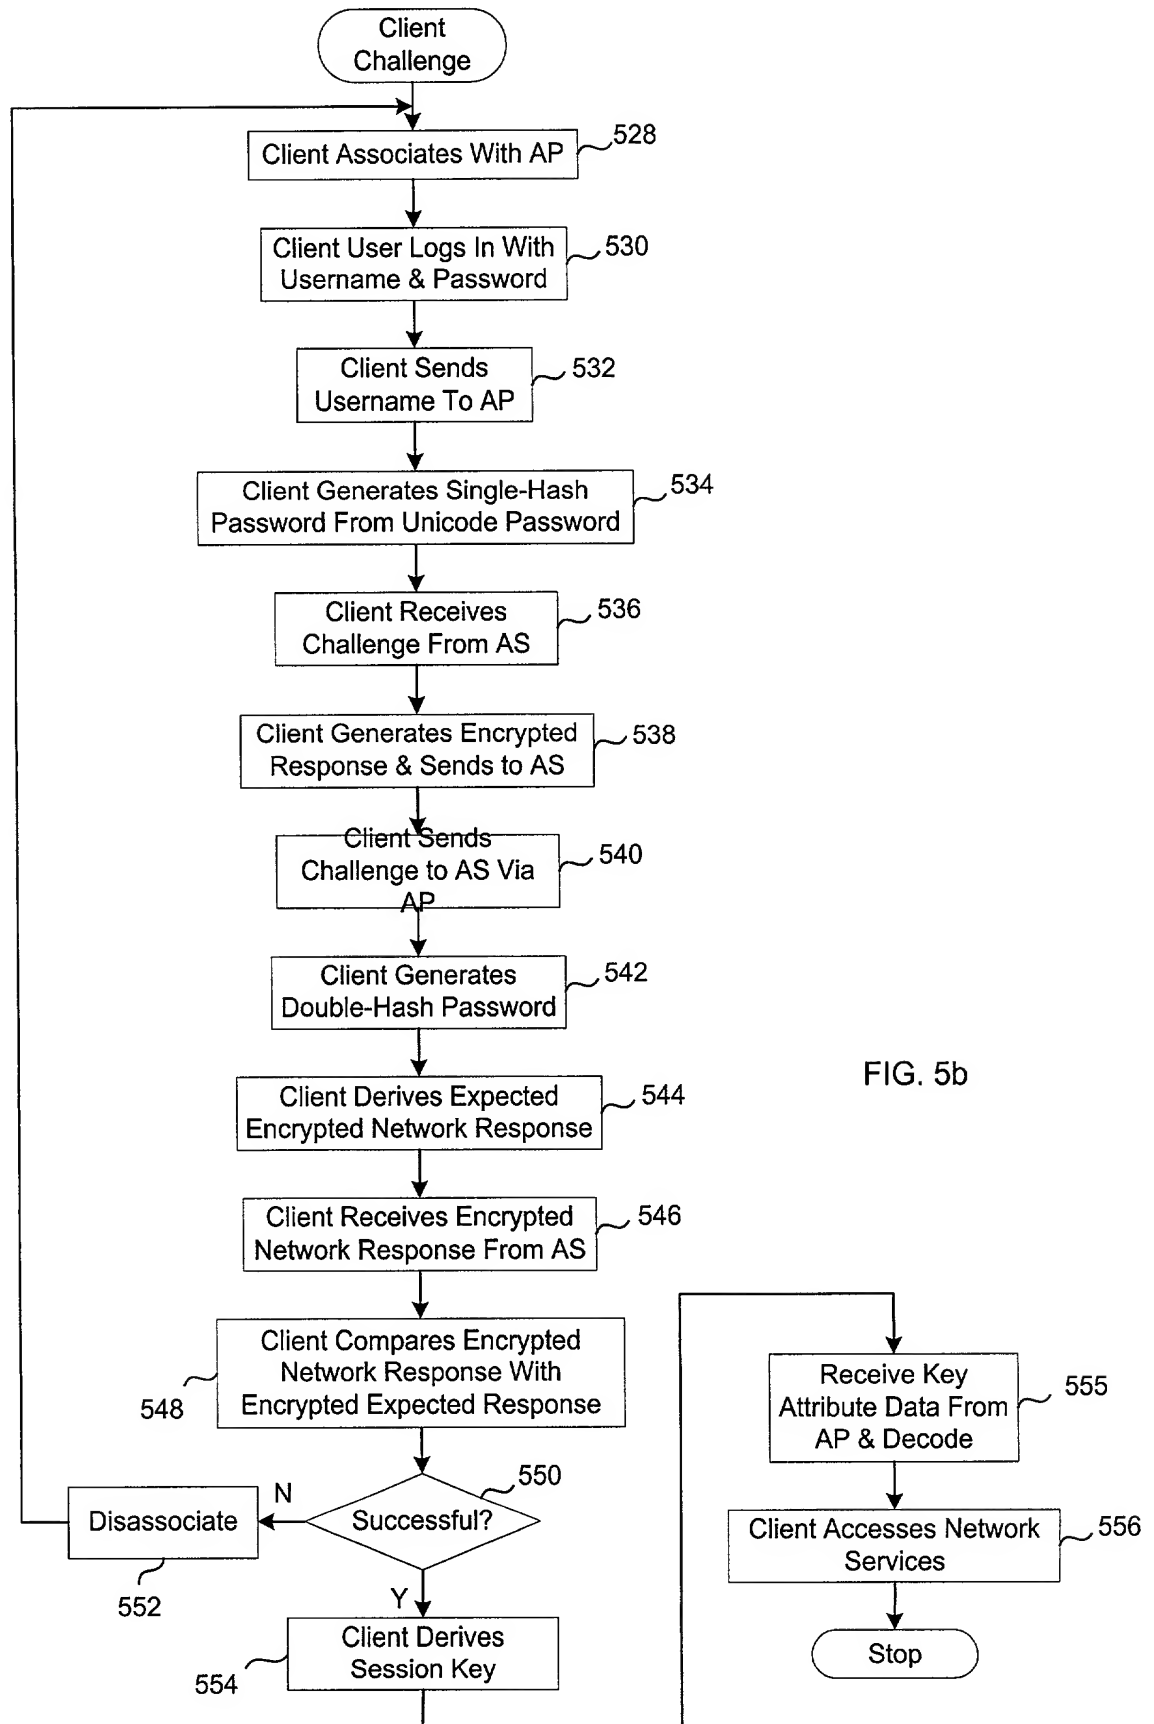 Client
Challenge
Client Associates With AP
528
Client User Logs In With
Username & Password
530
Client Sends
Username To AP
532
Client Generates Single-Hash
Password From Unicode Password
534
Client Receives
Challenge From AS
536
Client Generates Encrypted
Response & Sends to AS
538
Client Sends
Challenge to AS Via
AP
540
Client Generates
Double-Hash Password
542
Client Derives Expected
Encrypted Network Response
544
Client Receives Encrypted
Network Response From AS
546
Client Compares Encrypted
Network Response With
Encrypted Expected Response
548
Successful?
550
N
Disassociate
552
Y
Client Derives
Session Key
554
Receive Key
Attribute Data From
AP & Decode
555
Client Accesses Network
Services
556
Stop
FIG. 5b